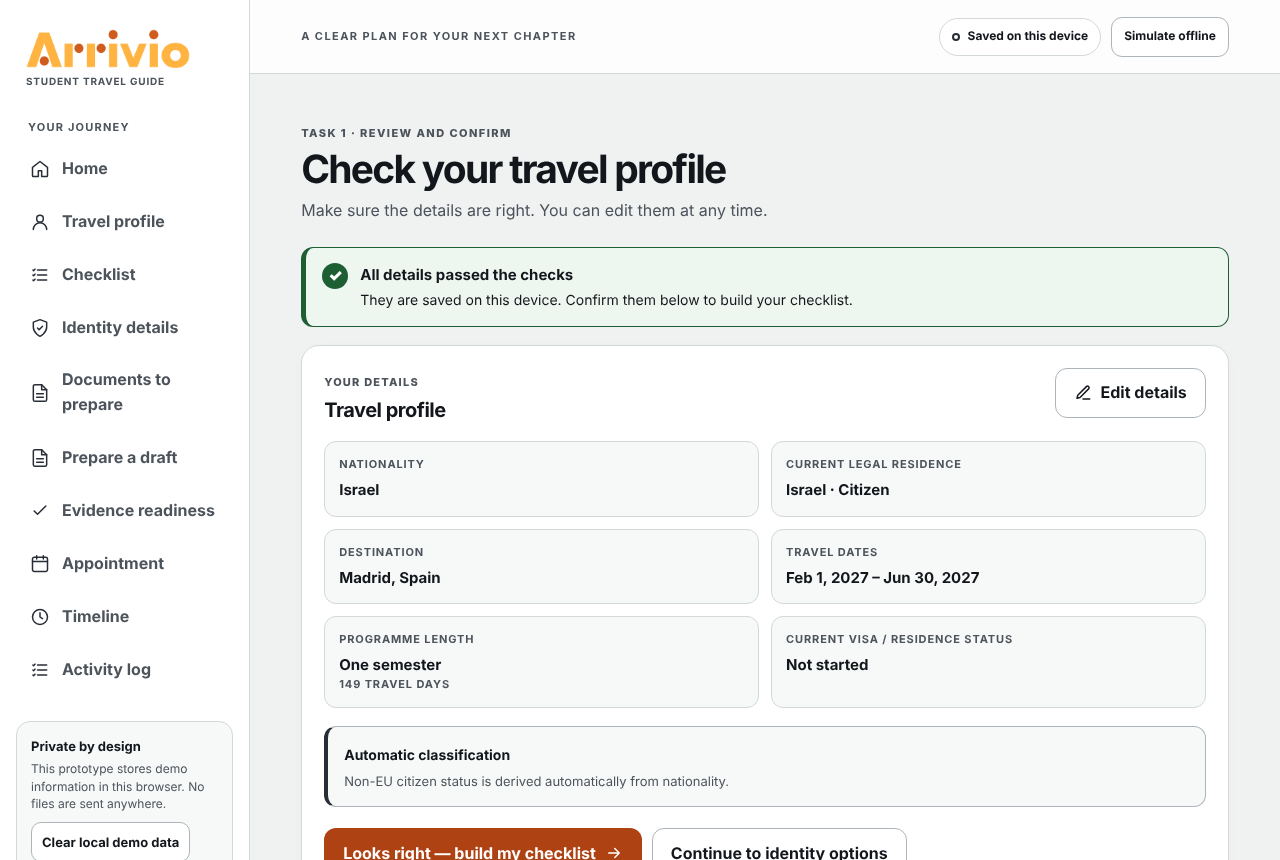 Arrivio
STUDENT TRAVEL GUIDE
YOUR JOURNEY
Home
Travel profile
Checklist
Identity details
Documents to
prepare
Prepare a draft
Evidence readiness
Appointment
Timeline
Activity log
Private by design
This prototype stores demo
information in this browser. No
files are sent anywhere.
Clear local demo data
A CLEAR PLAN FOR YOUR NEXT CHAPTER
Saved on this device
Simulate offline
TASK 1 · REVIEW AND CONFIRM
Check your travel profile
Make sure the details are right. You can edit them at any time.
All details passed the checks
They are saved on this device. Confirm them below to build your checklist.
YOUR DETAILS
Travel profile
Edit details
NATIONALITY
Israel
CURRENT LEGAL RESIDENCE
Israel · Citizen
DESTINATION
Madrid, Spain
TRAVEL DATES
Feb 1, 2027 – Jun 30, 2027
PROGRAMME LENGTH
One semester
149 TRAVEL DAYS
CURRENT VISA / RESIDENCE STATUS
Not started
Automatic classification
Non-EU citizen status is derived automatically from nationality.
Looks right — build my checklist →
Continue to identity options